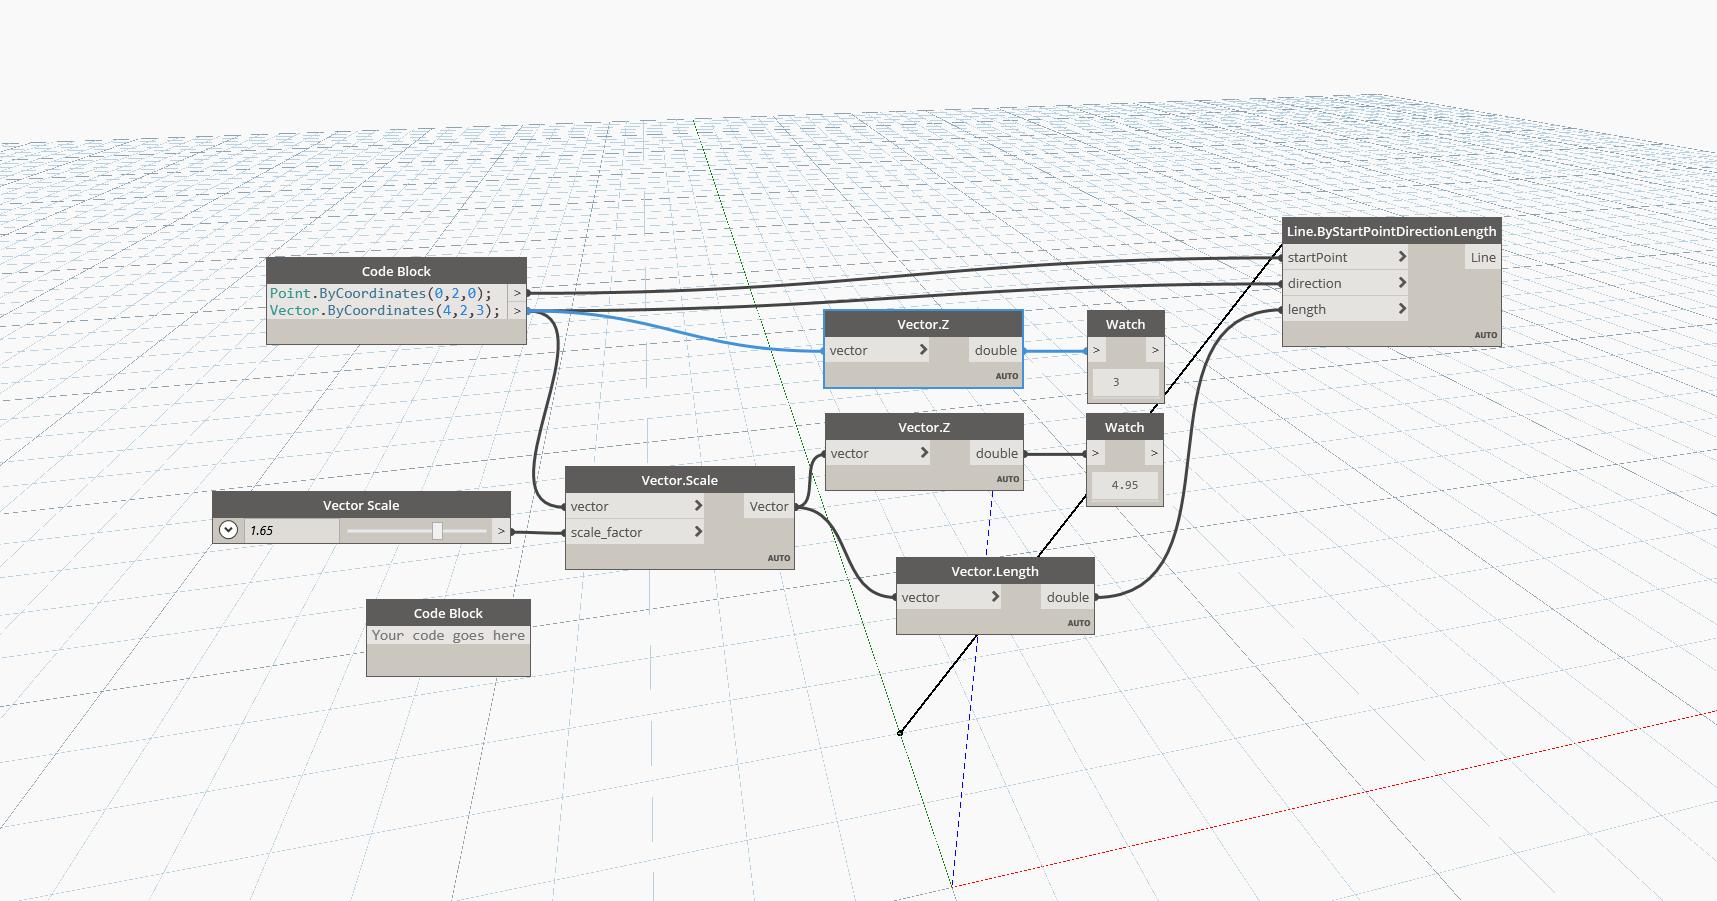 Line.ByStartPointDirectionLength
startPoint > Line
direction >
length >
AUTO
Code Block
Point.ByCoordinates(0,2,0); >
Vector.ByCoordinates(4,2,3); >
Vector.Z
vector > double
AUTO
Watch
> >
3
Vector.Z
vector > double
AUTO
Watch
> >
4.95
Vector.Scale
vector > Vector
scale_factor >
AUTO
Vector Scale
1.65 >
Vector.Length
vector > double
AUTO
Code Block
Your code goes here